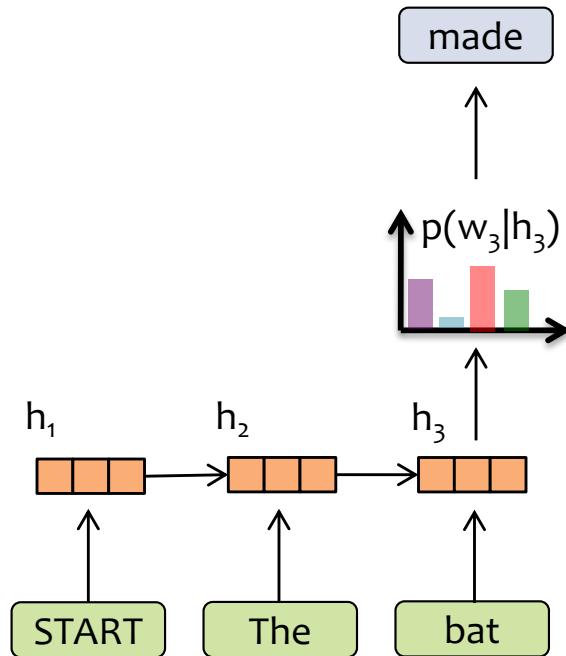 made
p(w₃|h₃)
h₁ h₂ h₃
START The bat